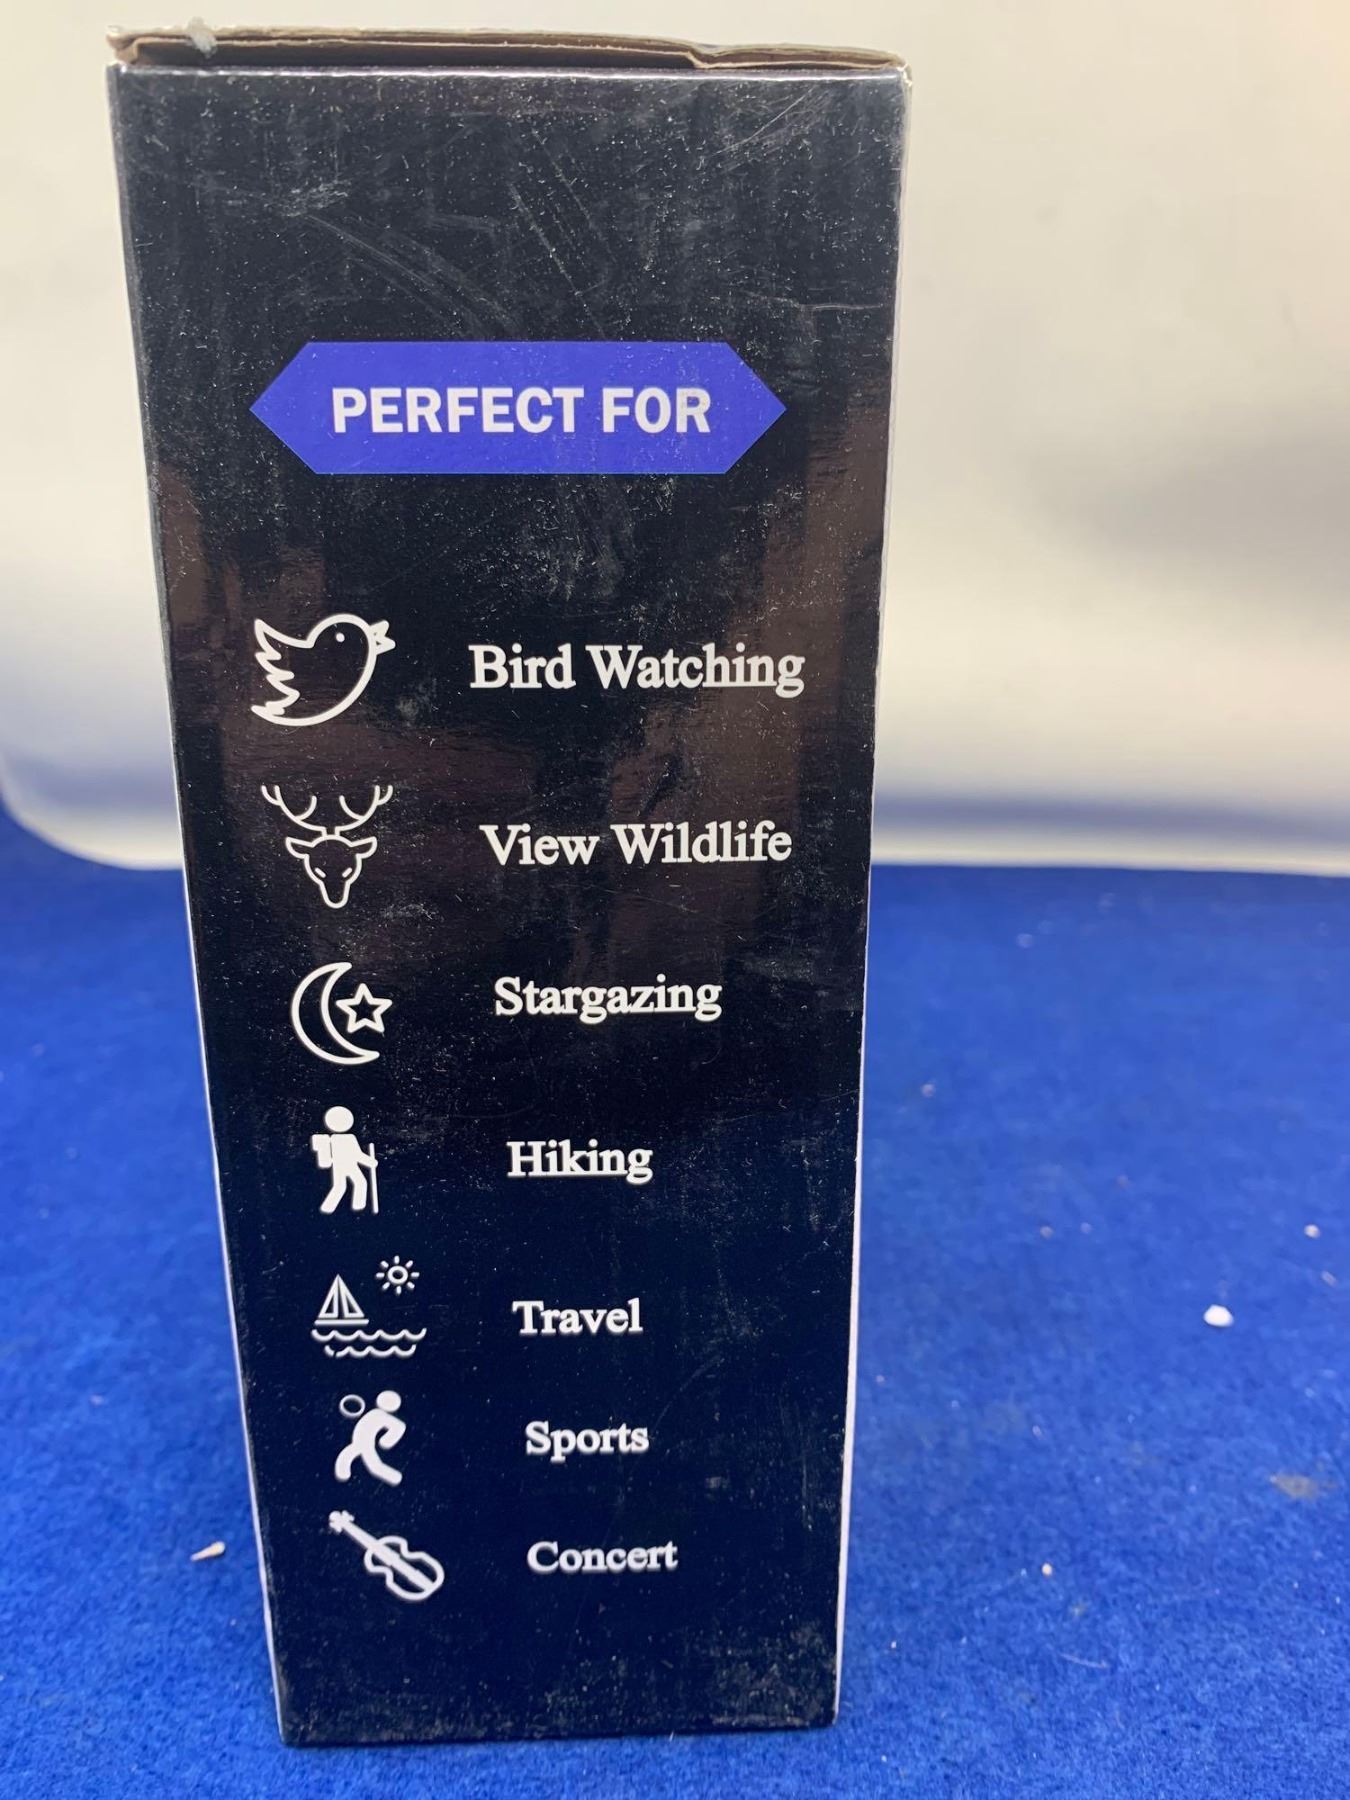 PERFECT FOR
Bird Watching
View Wildlife
Stargazing
Hiking
Travel
Sports
Concert